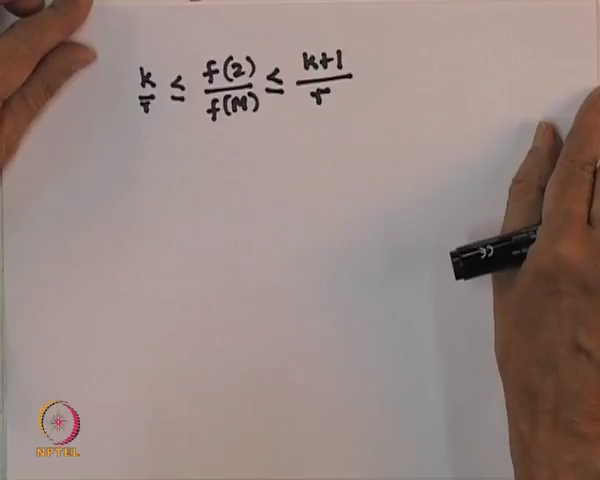 k/r ≤ f(2)/f(M) ≤ k+1/r
NPTEL